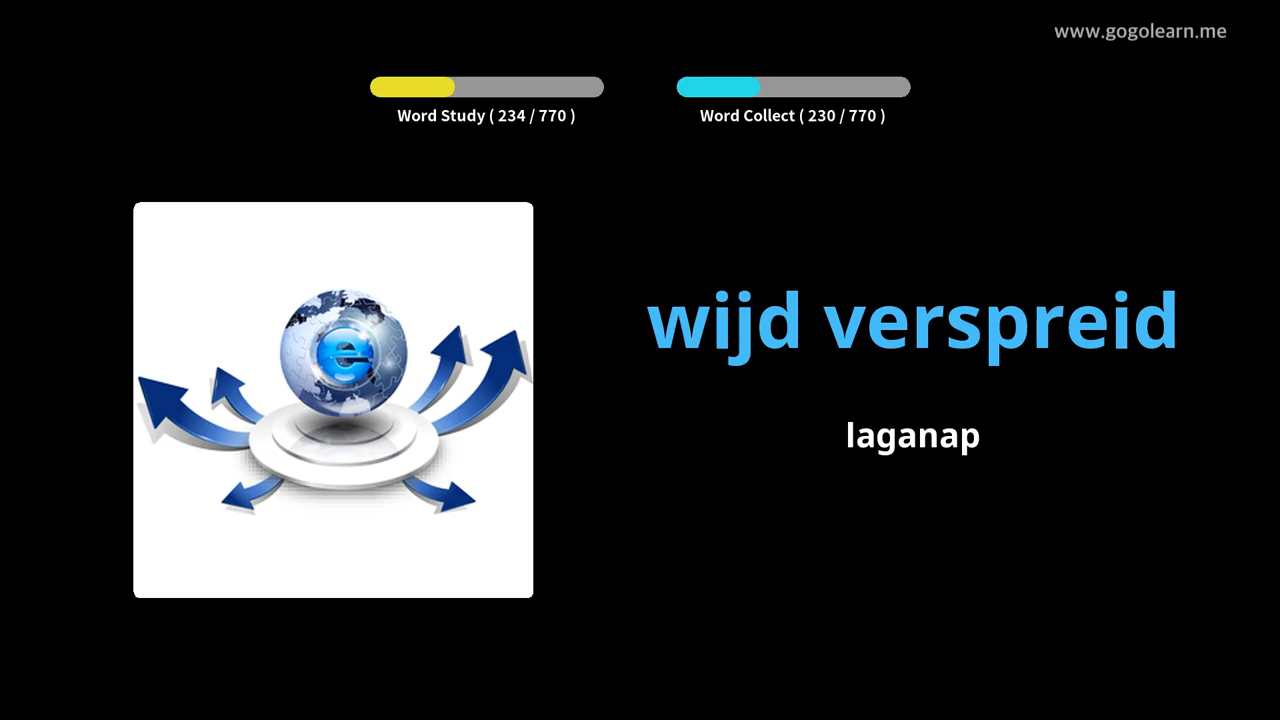 www.gogolearn.me
Word Study ( 234 / 770 )
Word Collect ( 230 / 770 )
e
wijd verspreid
laganap